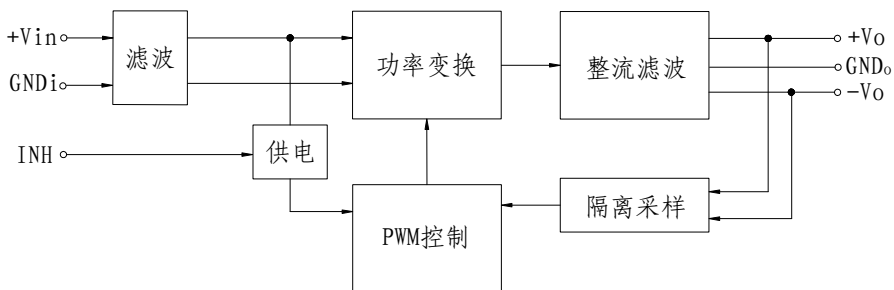 +Vin
GNDi
INH
滤波
供电
功率变换
PWM控制
整流滤波
隔离采样
+Vo
GNDo
-Vo